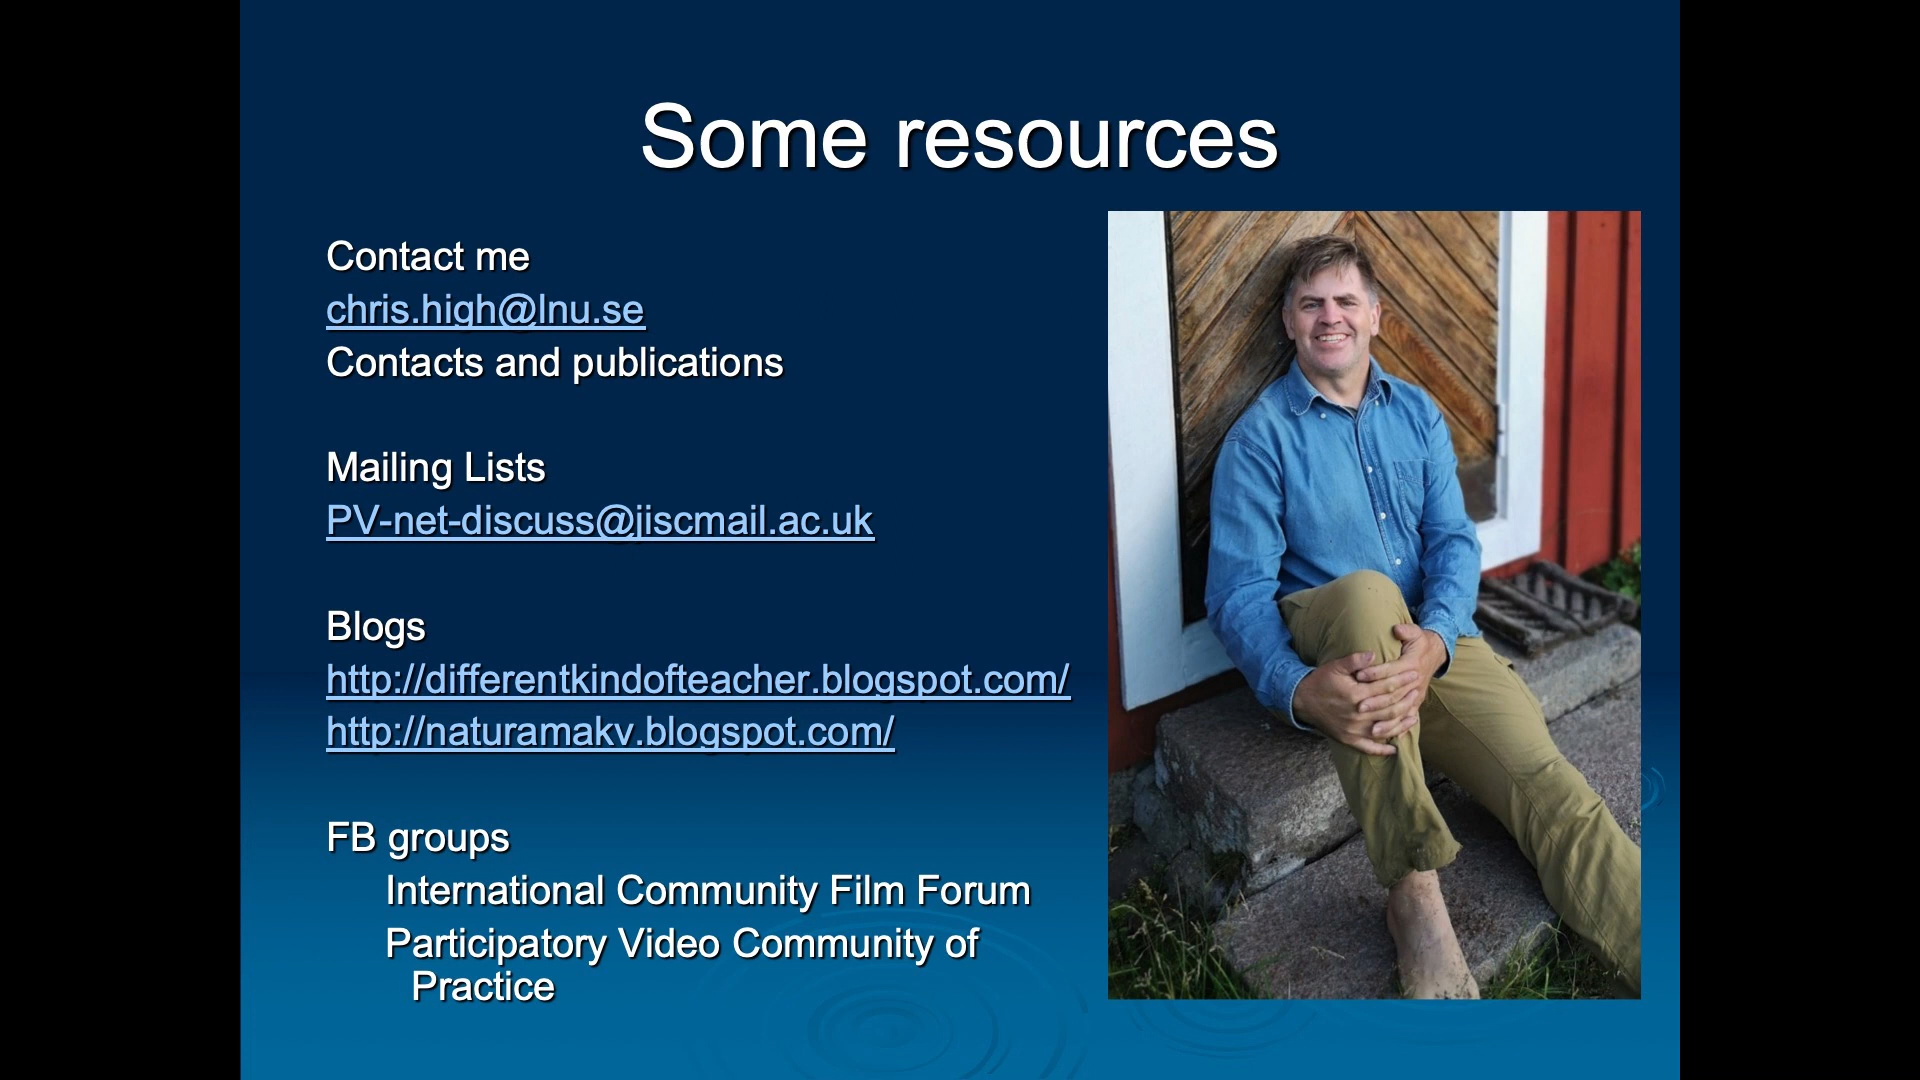 Some resources
Contact me
chris.high@lnu.se
Contacts and publications
Mailing Lists
PV-net-discuss@jiscmail.ac.uk
Blogs
http://differentkindofteacher.blogspot.com/
http://naturamakv.blogspot.com/
FB groups
International Community Film Forum
Participatory Video Community of
Practice